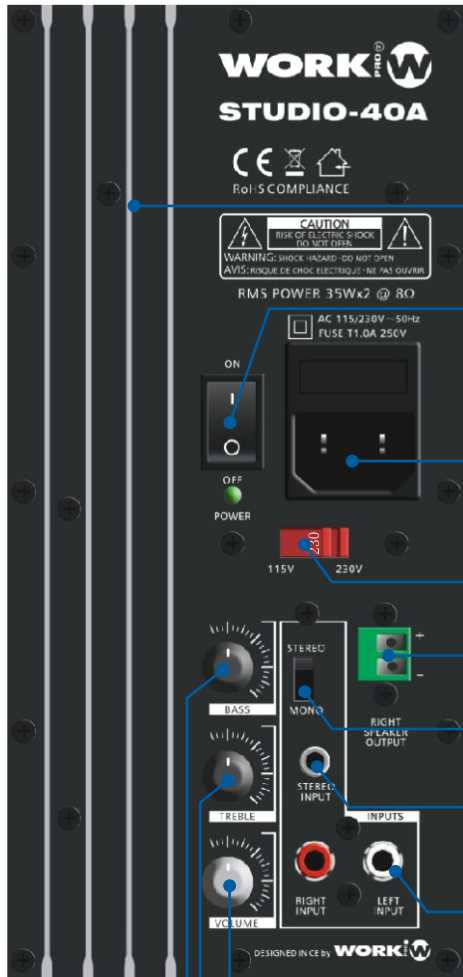 WORK PRO ® W
STUDIO-40A
CE
RoHS COMPLIANCE
CAUTION
RISK OF ELECTRIC SHOCK
DO NOT OPEN
WARNING: SHOCK HAZARD - DO NOT OPEN
AVIS: RISQUE DE CHOC ELECTRIQUE - NE PAS OUVRIR
RMS POWER 35Wx2 @ 8Ω
AC 115/230V~50Hz
FUSE T1.0A 250V
ON
I
O
OFF
POWER
230
115V 230V
STEREO
MONO
BASS
+
-
RIGHT
SPEAKER
OUTPUT
STEREO
INPUT
TREBLE
INPUTS
RIGHT
INPUT
LEFT
INPUT
VOLUME
DESIGNED IN CE by WORK PRO W